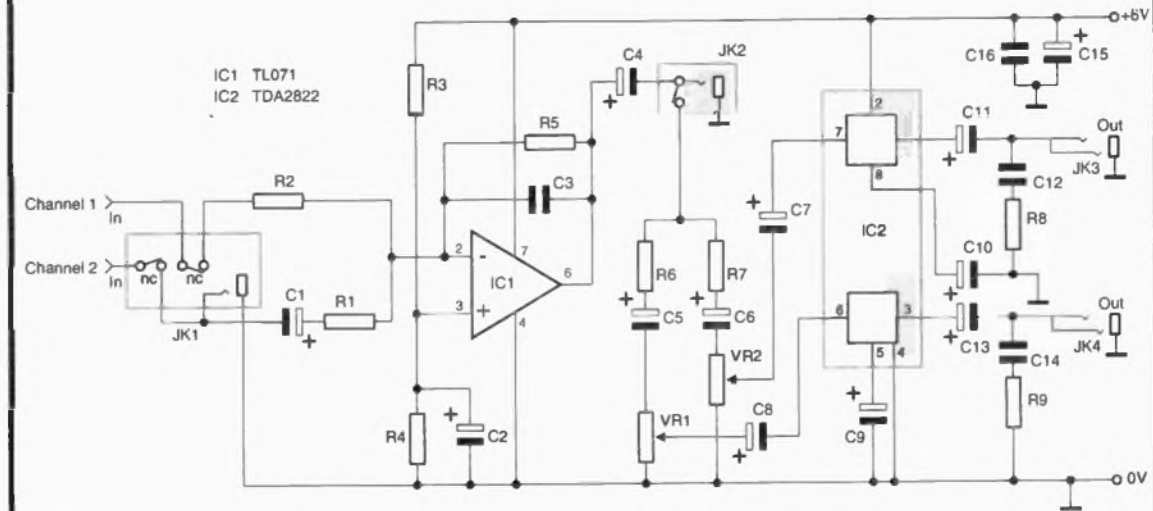 +6V
C16
C15
+
IC1 TL071
IC2 TDA2822
R3
C4
+
JK2
2
C11
+
Out
JK3
R5
7
8
C3
R2
C12
C7
+
IC2
R8
Channel 1
In
Channel 2
In
nc
nc
2
-
7
IC1
6
3
+
4
R6
R7
C10
+
C1
+
R1
JK1
+
C5
+
C6
6
3
5
4
C13
+
Out
JK4
C14
VR2
R9
R4
+
C2
VR1
C8
+
+
C9
0V